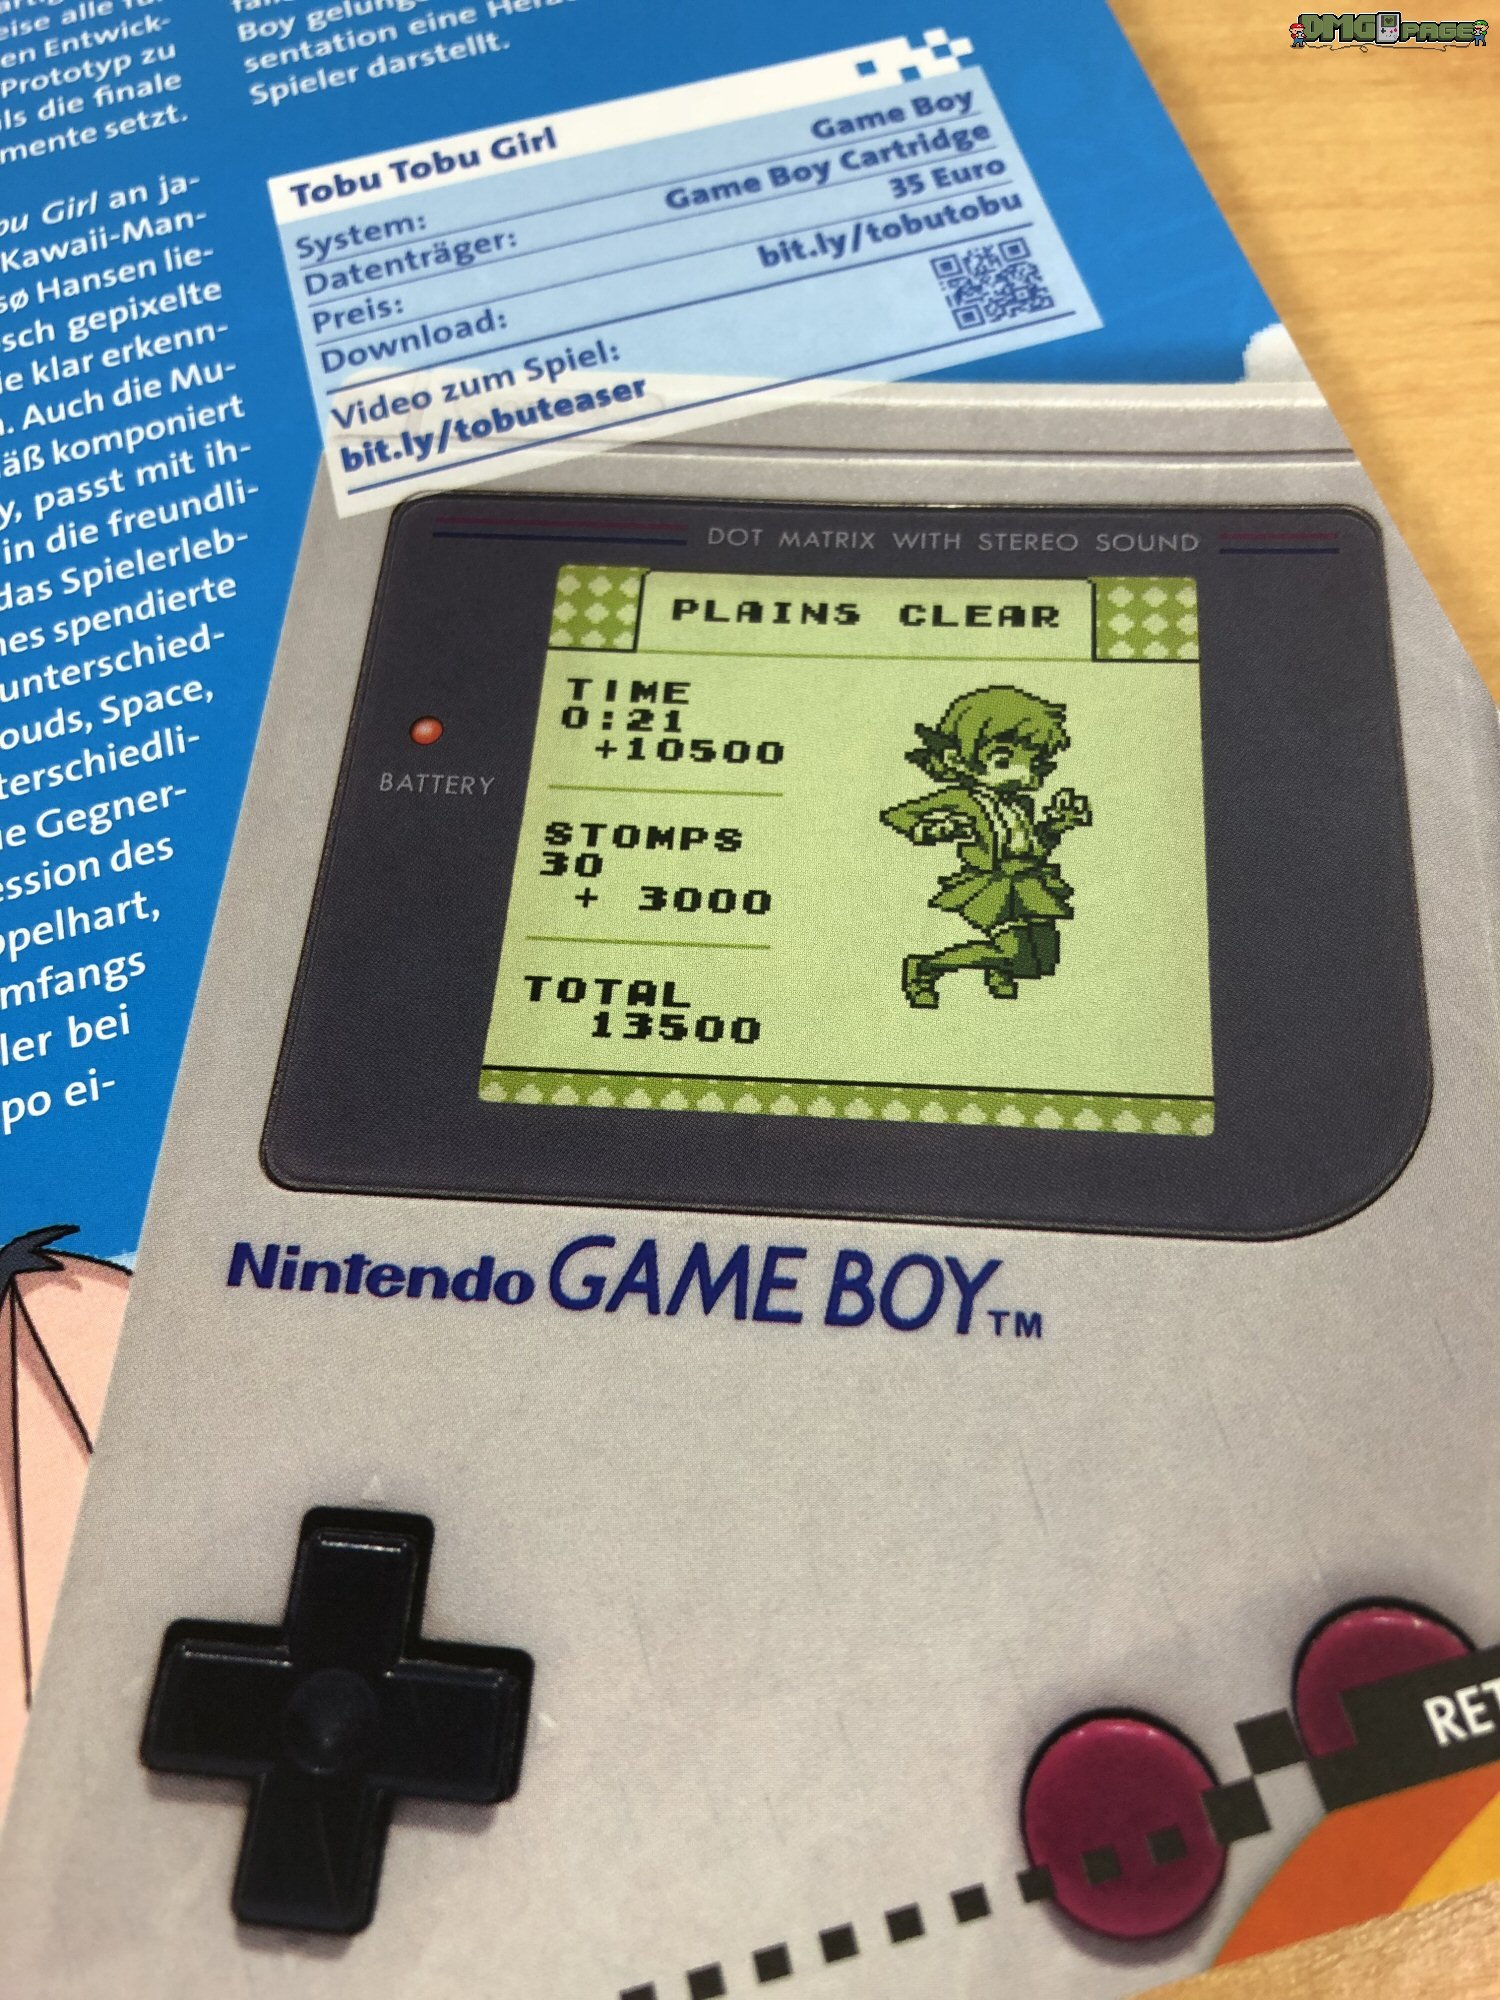 eise alle
en Entwick-
Prototyp zu
als die finale
mente setzt.
Girl an ja-
Kawaii-Man-
sø Hansen lie-
sch gepixelte
ie klar erkenn-
. Auch die Mu-
äß komponiert
y, passt mit ih-
in die freundli-
das Spielerleb-
nes spendierte
unterschied-
ouds, Space,
terschiedli-
ie Gegner-
ession des
ppelhart,
mfangs
ler bei
po ei-
Boy
sentation eine
Spieler darstellt.
Tobu Tobu Girl
System: Game Boy
Datenträger: Game Boy Cartridge
Preis: 35 Euro
Download: bit.ly/tobutobu
Video zum Spiel:
bit.ly/tobuteaser
DOT MATRIX WITH STEREO SOUND
BATTERY
PLAINS CLEAR
TIME
0:21
+10500
STOMPS
30
+ 3000
TOTAL
13500
Nintendo GAME BOY TM
RET
DMG PAGE